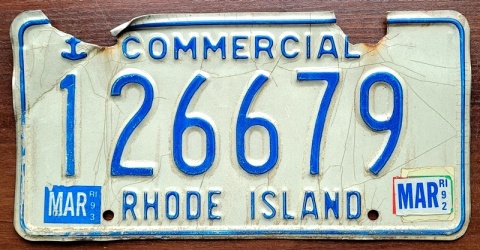 COMMERCIAL
126679
MAR RI 93
RHODE ISLAND
MAR RI 92